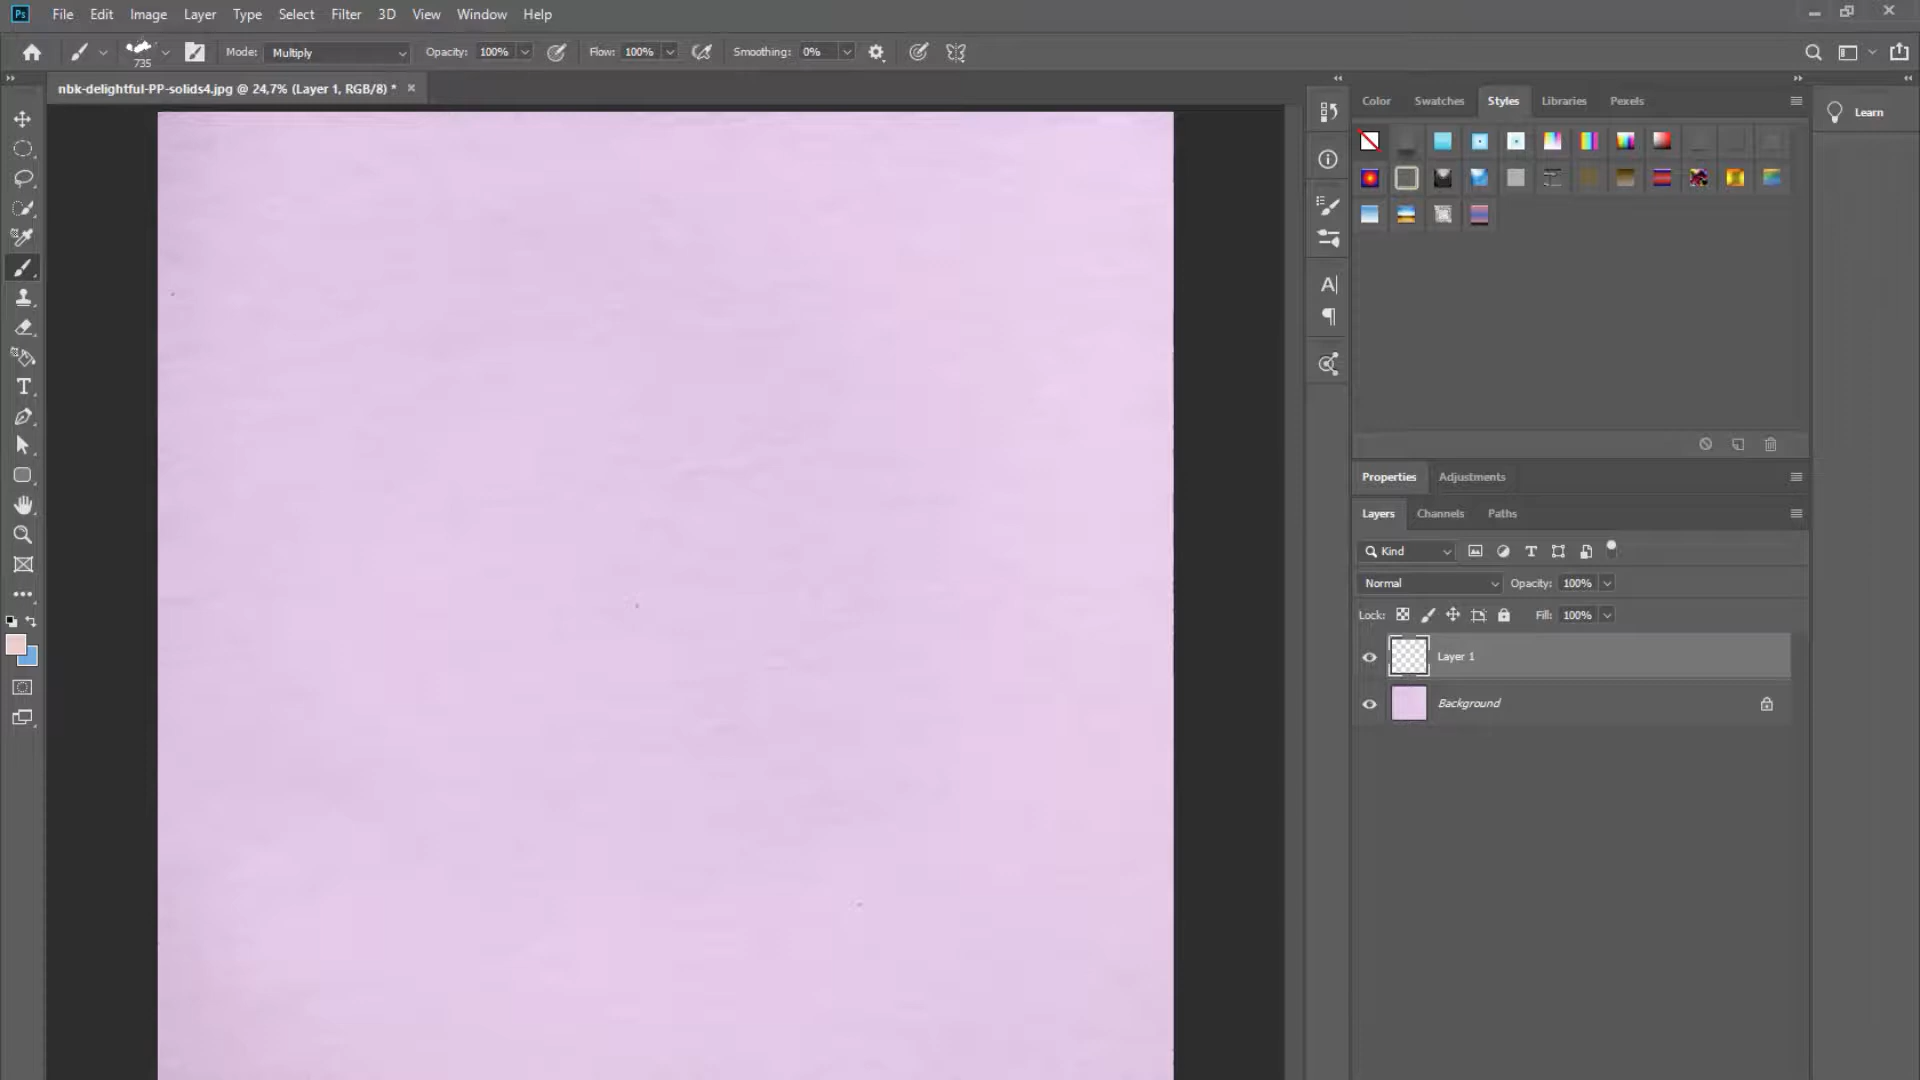 Ps File Edit Image Layer Type Select Filter 3D View Window Help
735 Mode: Multiply Opacity: 100% Flow: 100% Smoothing: 0%
nbk-delightful-PP-solids4.jpg @ 24,7% (Layer 1, RGB/8) *
Color Swatches Styles Libraries Pexels
Learn
Properties Adjustments
Layers Channels Paths
Kind
Normal Opacity: 100%
Lock: Fill: 100%
Layer 1
Background